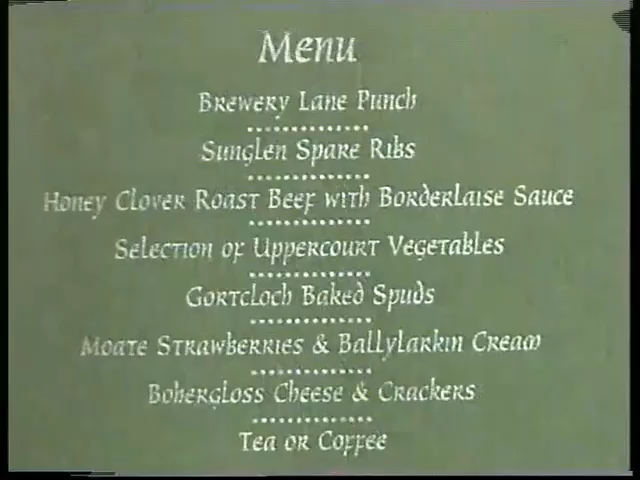 Menu
Brewery Lane Punch
Sunglen Spare Ribs
Honey Clover Roast Beef with Borderlaise Sauce
Selection of Uppercourt Vegetables
Gortcloch Baked Spuds
Moate Strawberries & Ballylarkin Cream
Bohergloss Cheese & Crackers
Tea or Coffee